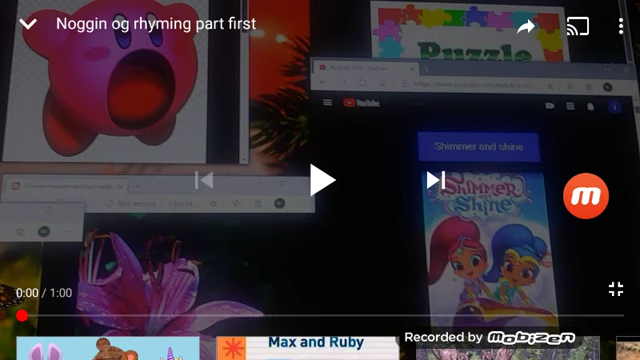 Noggin og rhyming part first
Puzzle
YouTube
Shimmer and shine
Not secure
SHIMMER
Shine
m
0:00 / 1:00
Max and Ruby
Recorded by mobizen